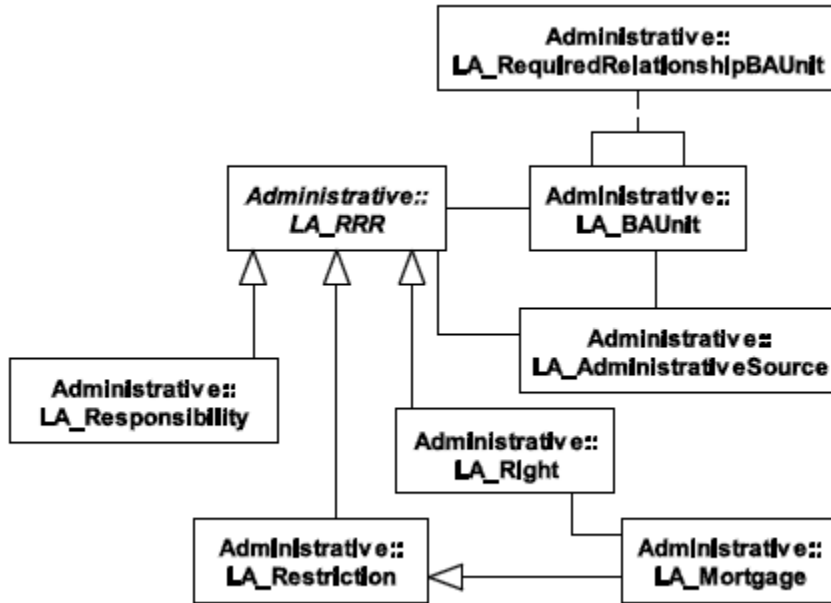 Administrative::
LA_RequiredRelationshipBAUnit
Administrative::
LA_RRR
Administrative::
LA_BAUnit
Administrative::
LA_AdministrativeSource
Administrative::
LA_Responsibility
Administrative::
LA_Right
Administrative::
LA_Restriction
Administrative::
LA_Mortgage